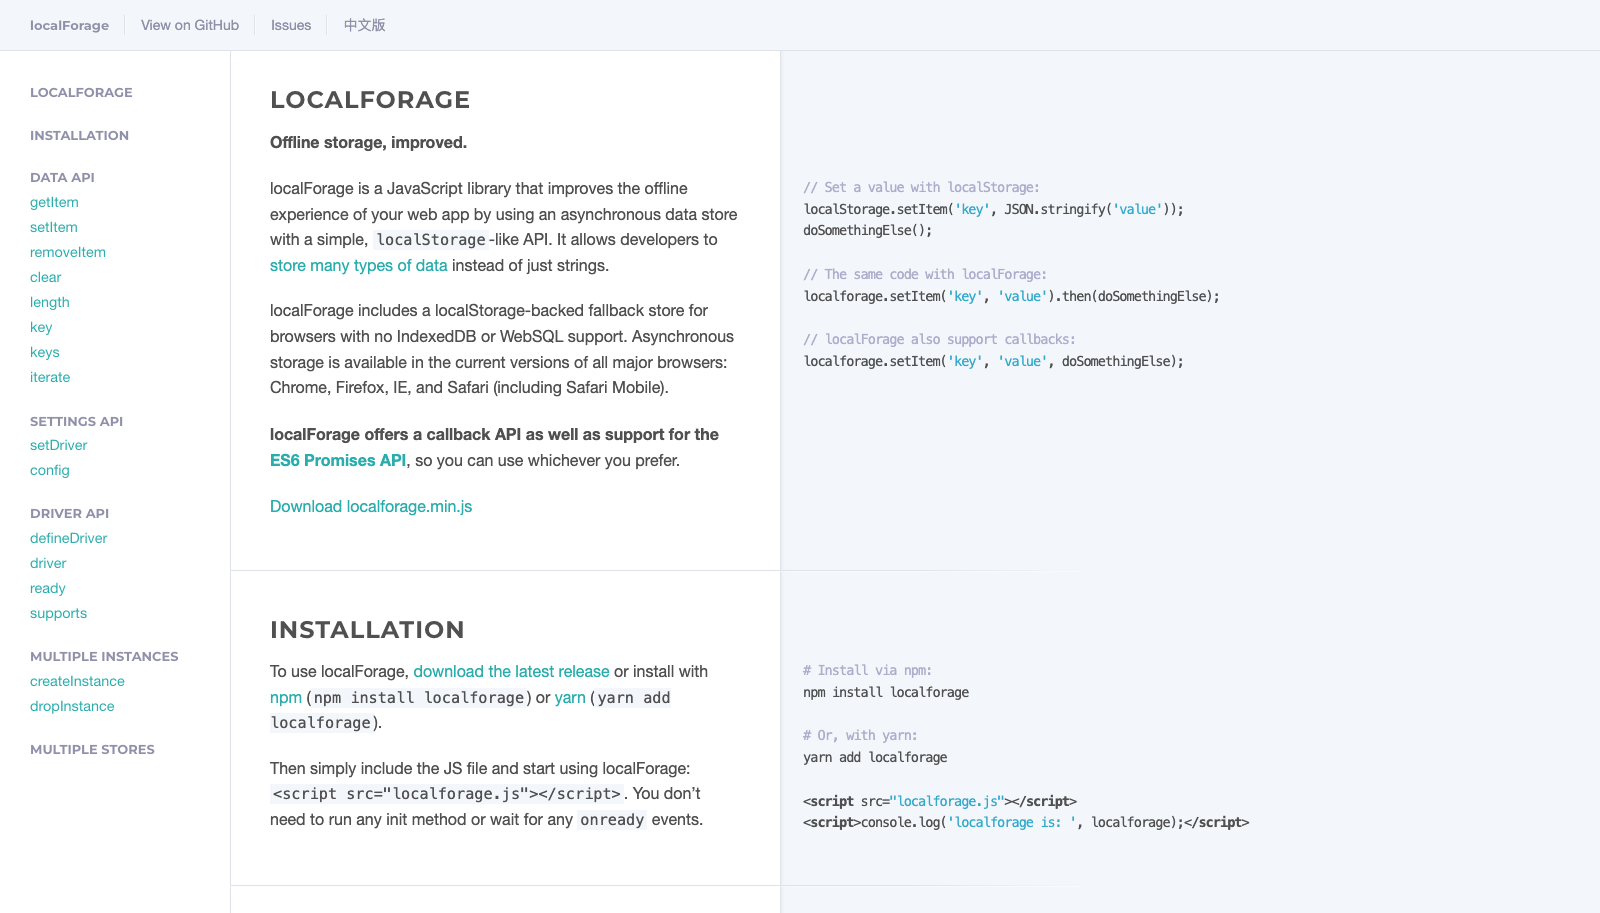 localForage
View on GitHub
Issues
中文版
LOCALFORAGE
INSTALLATION
DATA API
getItem
setItem
removeItem
clear
length
key
keys
iterate
SETTINGS API
setDriver
config
DRIVER API
defineDriver
driver
ready
supports
MULTIPLE INSTANCES
createInstance
dropInstance
MULTIPLE STORES
LOCALFORAGE
Offline storage, improved.
localForage is a JavaScript library that improves the offline
experience of your web app by using an asynchronous data store
with a simple, localStorage-like API. It allows developers to
store many types of data instead of just strings.
localForage includes a localStorage-backed fallback store for
browsers with no IndexedDB or WebSQL support. Asynchronous
storage is available in the current versions of all major browsers:
Chrome, Firefox, IE, and Safari (including Safari Mobile).
localForage offers a callback API as well as support for the
ES6 Promises API, so you can use whichever you prefer.
Download localforage.min.js
// Set a value with localStorage:
localStorage.setItem('key', JSON.stringify('value'));
doSomethingElse();
// The same code with localForage:
localforage.setItem('key', 'value').then(doSomethingElse);
// localForage also support callbacks:
localforage.setItem('key', 'value', doSomethingElse);
INSTALLATION
To use localForage, download the latest release or install with
npm (npm install localforage) or yarn (yarn add
localforage).
Then simply include the JS file and start using localForage:
<script src="localforage.js"></script>. You don’t
need to run any init method or wait for any onready events.
# Install via npm:
npm install localforage
# Or, with yarn:
yarn add localforage
<script src="localforage.js"></script>
<script>console.log('localforage is: ', localforage);</script>